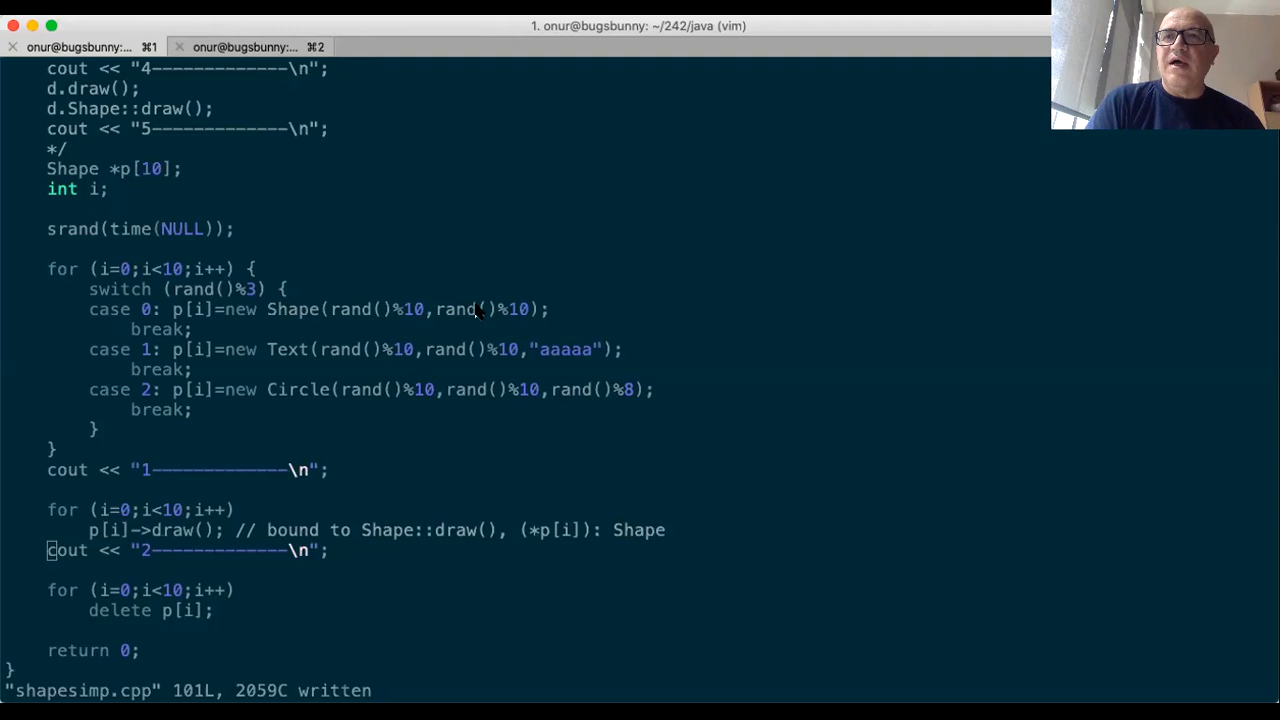 1. onur@bugsbunny: ~/242/java (vim)
onur@bugsbunny:... ⌘1 onur@bugsbunny:... ⌘2
cout << "4-------------\n";
d.draw();
d.Shape::draw();
cout << "5-------------\n";
*/
Shape *p[10];
int i;
srand(time(NULL));
for (i=0;i<10;i++) {
switch (rand()%3) {
case 0: p[i]=new Shape(rand()%10,rand()%10);
break;
case 1: p[i]=new Text(rand()%10,rand()%10,"aaaaa");
break;
case 2: p[i]=new Circle(rand()%10,rand()%10,rand()%8);
break;
}
}
cout << "1-------------\n";
for (i=0;i<10;i++)
p[i]->draw(); // bound to Shape::draw(), (*p[i]): Shape
cout << "2-------------\n";
for (i=0;i<10;i++)
delete p[i];
return 0;
}
"shapesimp.cpp" 101L, 2059C written